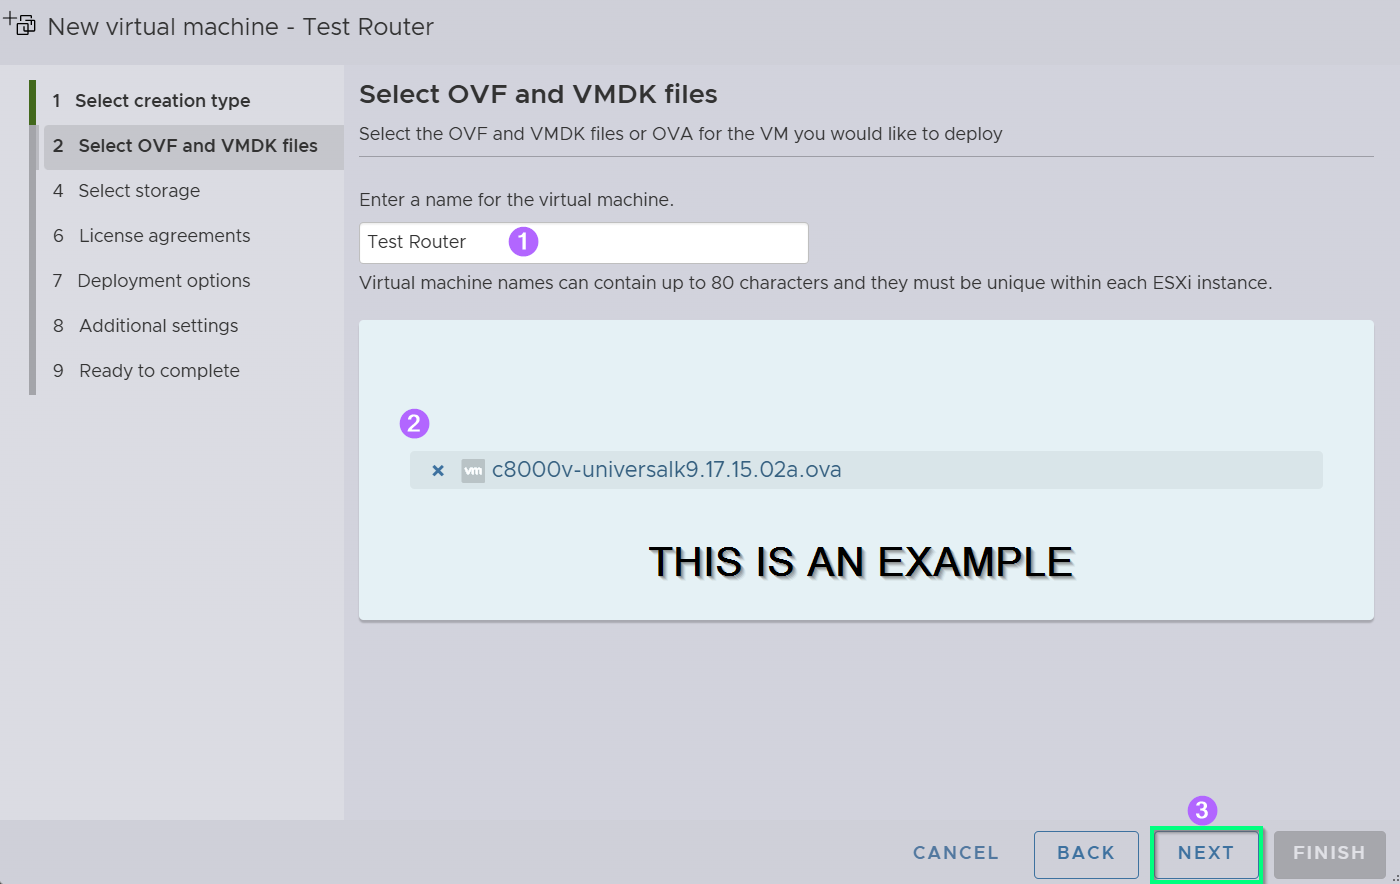 New virtual machine - Test Router
1 Select creation type
2 Select OVF and VMDK files
4 Select storage
6 License agreements
7 Deployment options
8 Additional settings
9 Ready to complete
Select OVF and VMDK files
Select the OVF and VMDK files or OVA for the VM you would like to deploy
Enter a name for the virtual machine.
Test Router 1
Virtual machine names can contain up to 80 characters and they must be unique within each ESXi instance.
2
× vm c8000v-universalk9.17.15.02a.ova
THIS IS AN EXAMPLE
3
CANCEL BACK NEXT FINISH